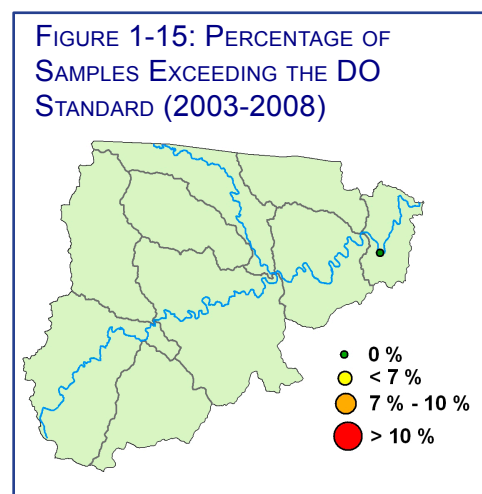 FIGURE 1-15: PERCENTAGE OF
SAMPLES EXCEEDING THE DO
STANDARD (2003-2008)
0 %
< 7 %
7 % - 10 %
> 10 %